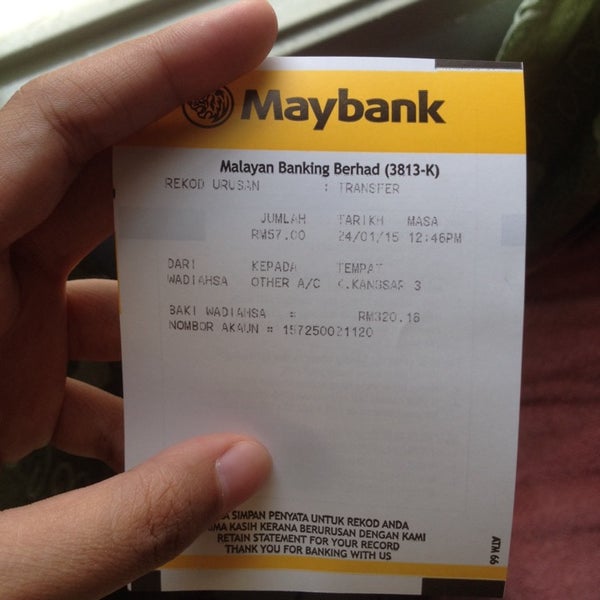 Maybank
Malayan Banking Berhad (3813-K)
REKOD URUSAN : TRANSFER
JUMLAH TARIKH MASA
RM57.00 24/01/15 12:46PM
DARI KEPADA TEMPAT
WADIAHSA OTHER A/C K.KANGSAR 3
BAKI WADIAHSA = RM320.16
NOMBOR AKAUN = 157250021120
SIMPAN PENYATA UNTUK REKOD ANDA
KASIH KERANA BERURUSAN DENGAN KAMI
RETAIN STATEMENT FOR YOUR RECORD
THANK YOU FOR BANKING WITH US
ATM 66